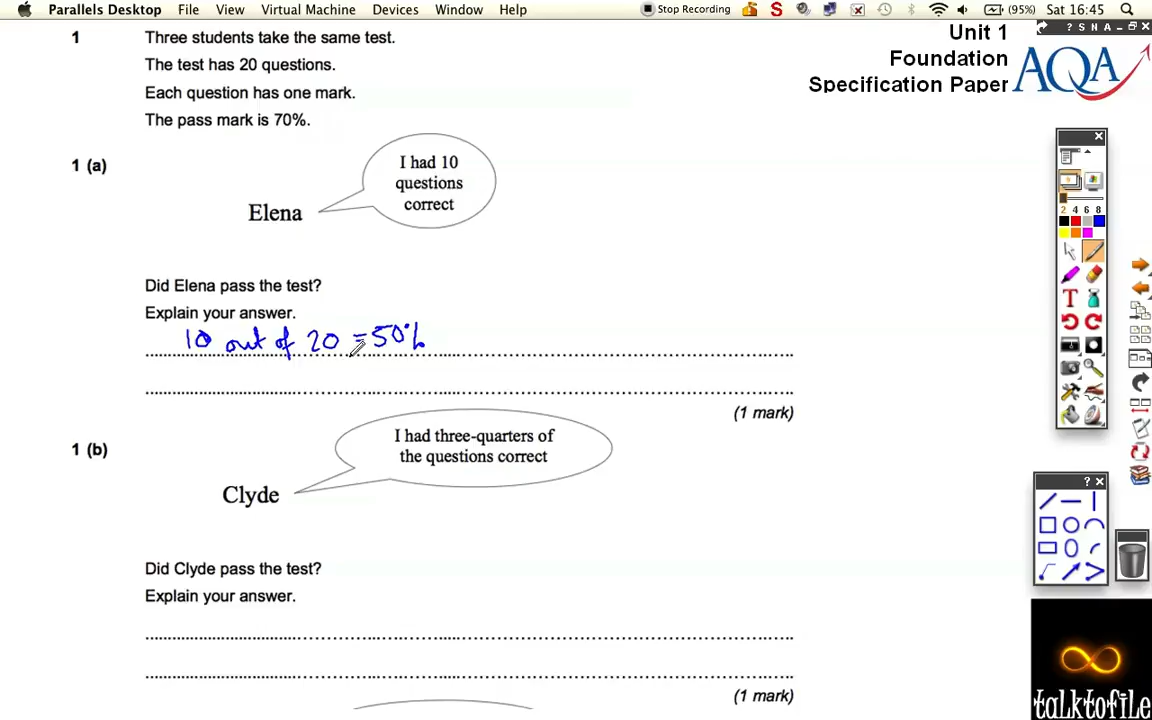 Parallels Desktop File View Virtual Machine Devices Window Help Stop Recording (95%) Sat 16:45
? S N A
Unit 1
Foundation
Specification Paper
AQA
1 Three students take the same test.
The test has 20 questions.
Each question has one mark.
The pass mark is 70%.
1 (a)
I had 10
questions
correct
Elena
Did Elena pass the test?
Explain your answer.
10 out of 20 = 50%
(1 mark)
1 (b)
I had three-quarters of
the questions correct
Clyde
Did Clyde pass the test?
Explain your answer.
(1 mark)
2 4 6 8
T
?
talktofile